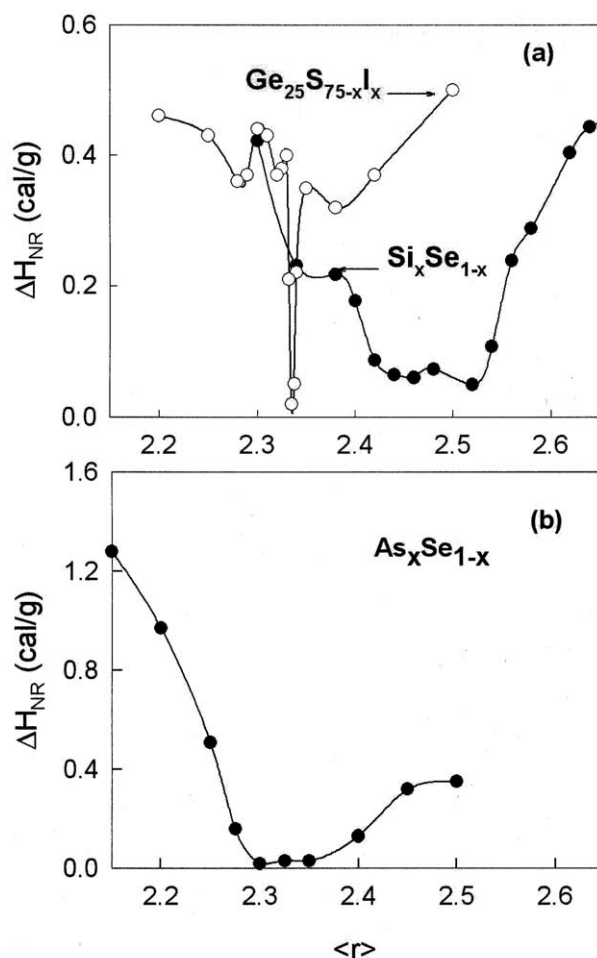 0.6
(a)
Ge25S75-xIx
0.4
SixSe1-x
0.2
0.0
ΔHNR (cal/g)
2.2 2.3 2.4 2.5 2.6
1.6
(b)
AsxSe1-x
1.2
0.8
0.4
0.0
ΔHNR (cal/g)
2.2 2.3 2.4 2.5 2.6
<r>